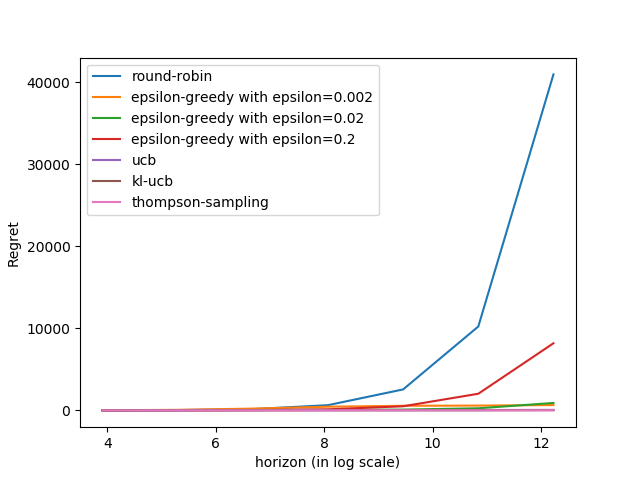 round-robin
epsilon-greedy with epsilon=0.002
epsilon-greedy with epsilon=0.02
epsilon-greedy with epsilon=0.2
ucb
kl-ucb
thompson-sampling
40000
30000
20000
10000
0
Regret
4 6 8 10 12
horizon (in log scale)